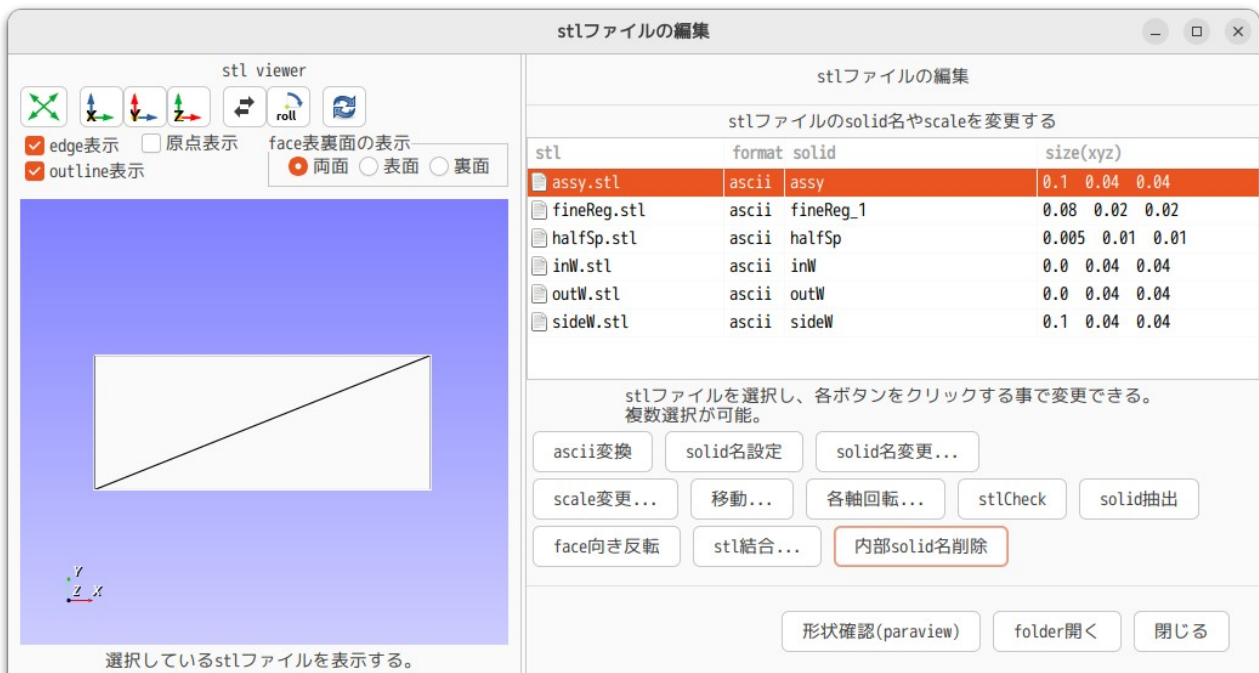 stlファイルの編集
stl viewer
X Y Z roll
edge表示 原点表示 face表裏面の表示
outline表示 両面 表面 裏面
Y
Z X
選択しているstlファイルを表示する。
stlファイルの編集
stlファイルのsolid名やscaleを変更する
stl format solid size(xyz)
assy.stl ascii assy 0.1 0.04 0.04
fineReg.stl ascii fineReg_1 0.08 0.02 0.02
halfSp.stl ascii halfSp 0.005 0.01 0.01
inW.stl ascii inW 0.0 0.04 0.04
outW.stl ascii outW 0.0 0.04 0.04
sideW.stl ascii sideW 0.1 0.04 0.04
stlファイルを選択し、各ボタンをクリックする事で変更できる。
複数選択が可能。
ascii変換 solid名設定 solid名変更...
scale変更... 移動... 各軸回転... stlCheck solid抽出
face向き反転 stl結合... 内部solid名削除
形状確認(paraview) folder開く 閉じる